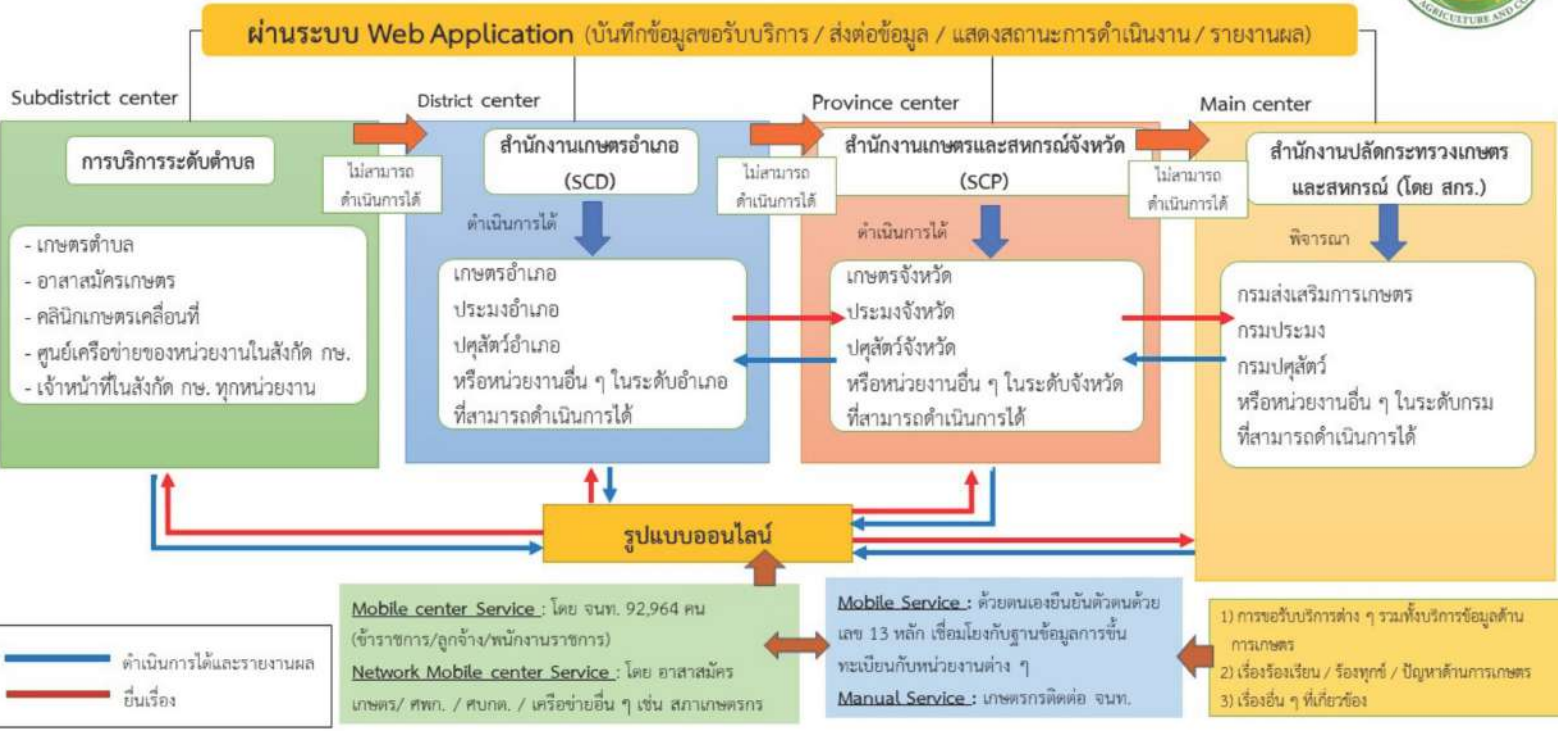 AGRICULTURE AND
ผ่านระบบ Web Application (บันทึกข้อมูลขอรับบริการ / ส่งต่อข้อมูล / แสดงสถานะการดำเนินงาน / รายงานผล)
Subdistrict center
การบริการระดับตำบล
- เกษตรตำบล
- อาสาสมัครเกษตร
- คลินิกเกษตรเคลื่อนที่
- ศูนย์เครือข่ายของหน่วยงานในสังกัด กษ.
- เจ้าหน้าที่ในสังกัด กษ. ทุกหน่วยงาน
ไม่สามารถ
ดำเนินการได้
District center
สำนักงานเกษตรอำเภอ
(SCD)
ดำเนินการได้
เกษตรอำเภอ
ประมงอำเภอ
ปศุสัตว์อำเภอ
หรือหน่วยงานอื่น ๆ ในระดับอำเภอ
ที่สามารถดำเนินการได้
ไม่สามารถ
ดำเนินการได้
Province center
สำนักงานเกษตรและสหกรณ์จังหวัด
(SCP)
ดำเนินการได้
เกษตรจังหวัด
ประมงจังหวัด
ปศุสัตว์จังหวัด
หรือหน่วยงานอื่น ๆ ในระดับจังหวัด
ที่สามารถดำเนินการได้
ไม่สามารถ
ดำเนินการได้
Main center
สำนักงานปลัดกระทรวงเกษตร
และสหกรณ์ (โดย สกร.)
พิจารณา
กรมส่งเสริมการเกษตร
กรมประมง
กรมปศุสัตว์
หรือหน่วยงานอื่น ๆ ในระดับกรม
ที่สามารถดำเนินการได้
รูปแบบออนไลน์
ดำเนินการได้และรายงานผล
ยื่นเรื่อง
Mobile center Service : โดย จนท. 92,964 คน
(ข้าราชการ/ลูกจ้าง/พนักงานราชการ)
Network Mobile center Service : โดย อาสาสมัคร
เกษตร/ ศพก. / ศบกต. / เครือข่ายอื่น ๆ เช่น สภาเกษตรกร
Mobile Service : ด้วยตนเองยืนยันตัวตนด้วย
เลข 13 หลัก เชื่อมโยงกับฐานข้อมูลการขึ้น
ทะเบียนกับหน่วยงานต่าง ๆ
Manual Service : เกษตรกรติดต่อ จนท.
1) การขอรับบริการต่าง ๆ รวมทั้งบริการข้อมูลด้าน
การเกษตร
2) เรื่องร้องเรียน / ร้องทุกข์ / ปัญหาด้านการเกษตร
3) เรื่องอื่น ๆ ที่เกี่ยวข้อง